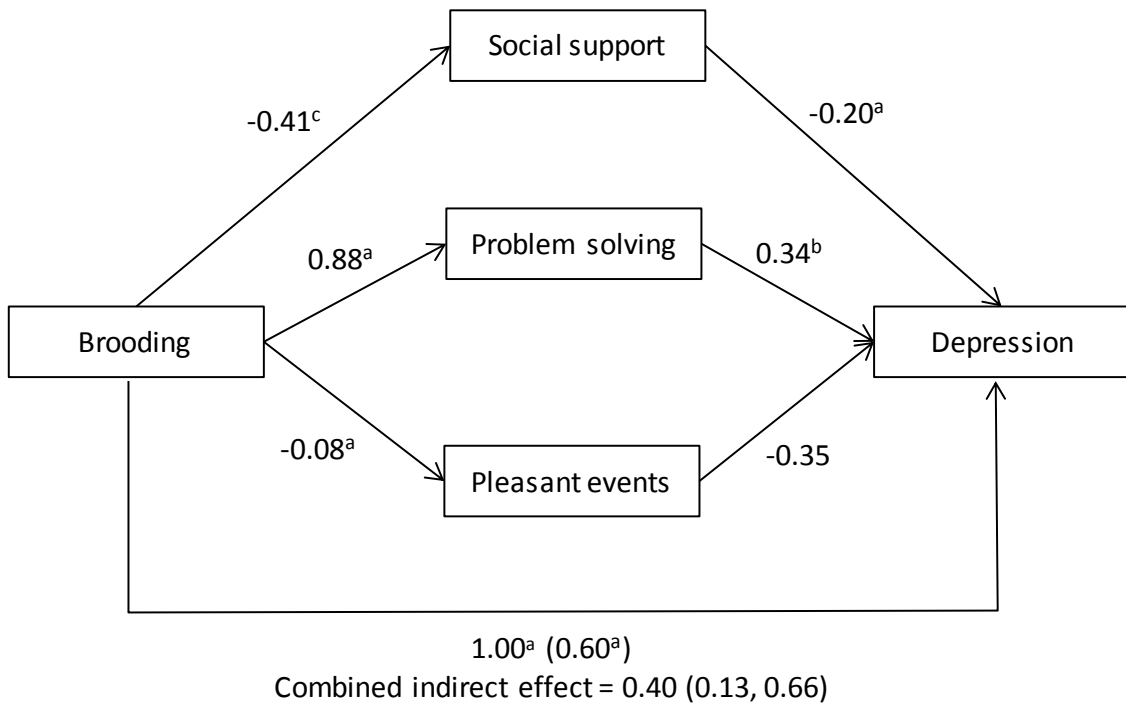 Social support
-0.41ᶜ
-0.20ᵃ
Problem solving
0.88ᵃ
0.34ᵇ
Brooding
Depression
-0.08ᵃ
-0.35
Pleasant events
1.00ᵃ (0.60ᵃ)
Combined indirect effect = 0.40 (0.13, 0.66)